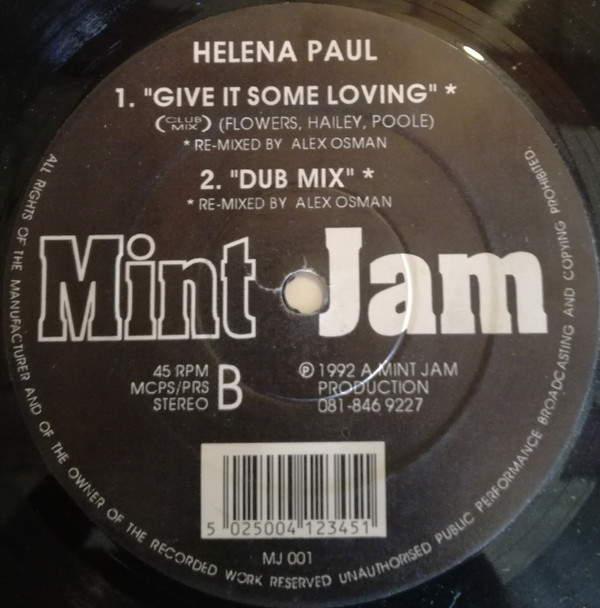 HELENA PAUL
1. "GIVE IT SOME LOVING" *
(CLUB MIX) (FLOWERS, HAILEY, POOLE)
* RE-MIXED BY ALEX OSMAN
2. "DUB MIX" *
* RE-MIXED BY ALEX OSMAN
Mint Jam
45 RPM
MCPS/PRS
STEREO
B
℗ 1992 A MINT JAM
PRODUCTION
081-846 9227
5 025004 123451
MJ 001
ALL RIGHTS OF THE MANUFACTURER AND OF THE OWNER OF THE RECORDED WORK RESERVED UNAUTHORISED PUBLIC PERFORMANCE BROADCASTING AND COPYING PROHIBITED.